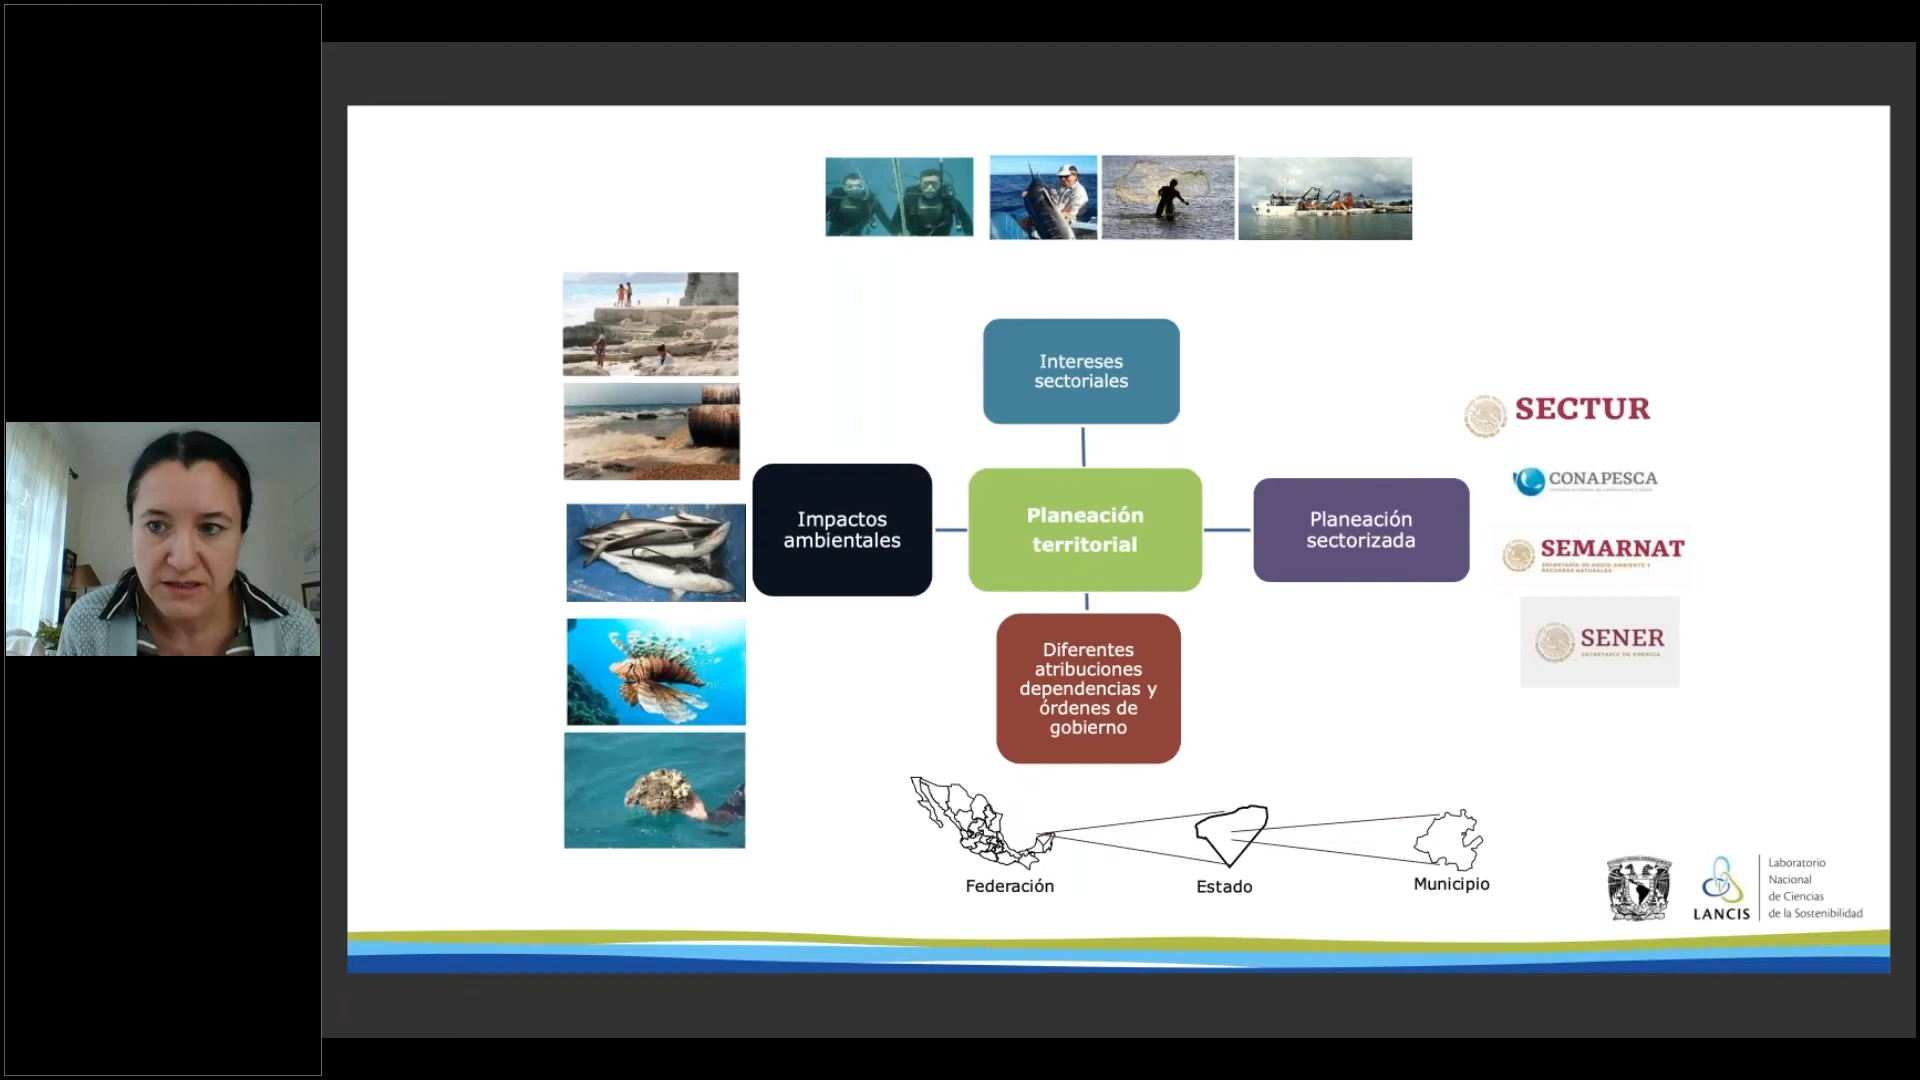 Intereses
sectoriales
Impactos
ambientales
Planeación
territorial
Planeación
sectorizada
Diferentes
atribuciones
dependencias y
órdenes de
gobierno
SECTUR
CONAPESCA
SEMARNAT
SECRETARÍA DE MEDIO AMBIENTE Y
RECURSOS NATURALES
SENER
SECRETARÍA DE ENERGÍA
Federación
Estado
Municipio
LANCIS
Laboratorio
Nacional
de Ciencias
de la Sostenibilidad